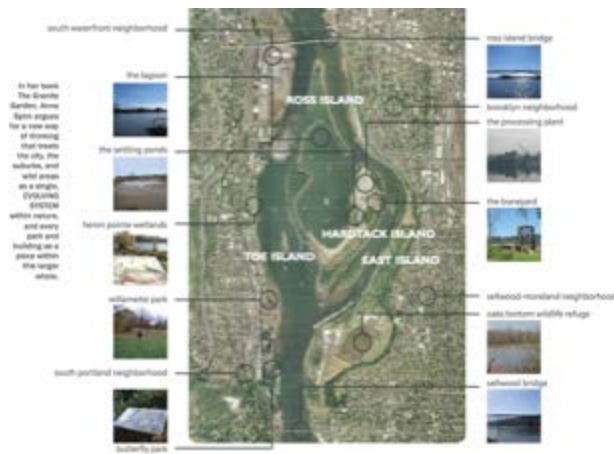 In her book
The Granite
Garden, Anne
Spirn argues
for a new way
of thinking
that treats
the city, the
suburbs, and
wild areas
as a single,
EVOLVING
SYSTEM
within nature,
and every
park and
building as a
piece within
this larger
whole.
south waterfront neighborhood
the lagoon
the settling ponds
heron pointe wetlands
willamette park
south portland neighborhood
butterfly park
ROSS ISLAND
HARDTACK ISLAND
TOE ISLAND
EAST ISLAND
ross island bridge
brooklyn neighborhood
the processing plant
the boneyard
sellwood-moreland neighborhood
oaks bottom wildlife refuge
sellwood bridge